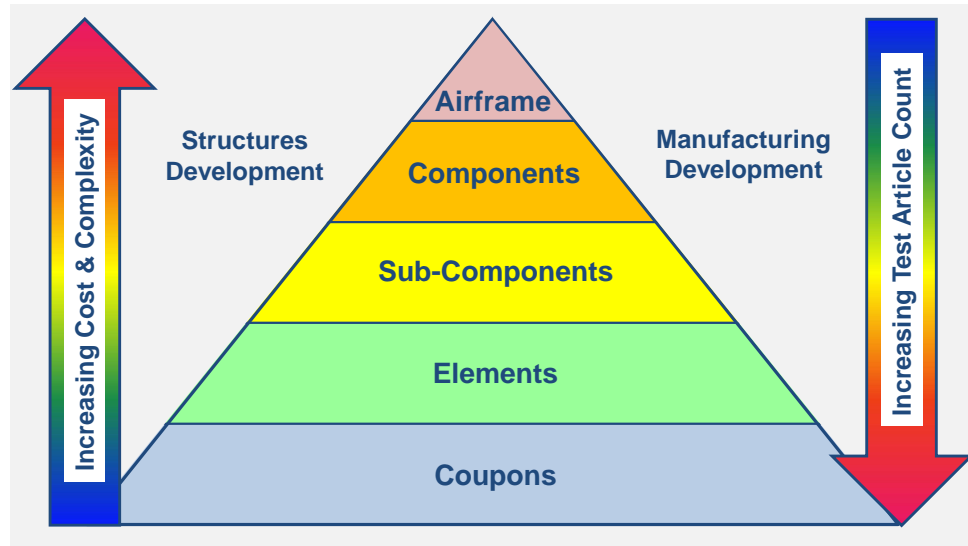 Airframe
Structures
Development
Manufacturing
Development
Components
Sub-Components
Elements
Coupons
Increasing Cost & Complexity
Increasing Test Article Count